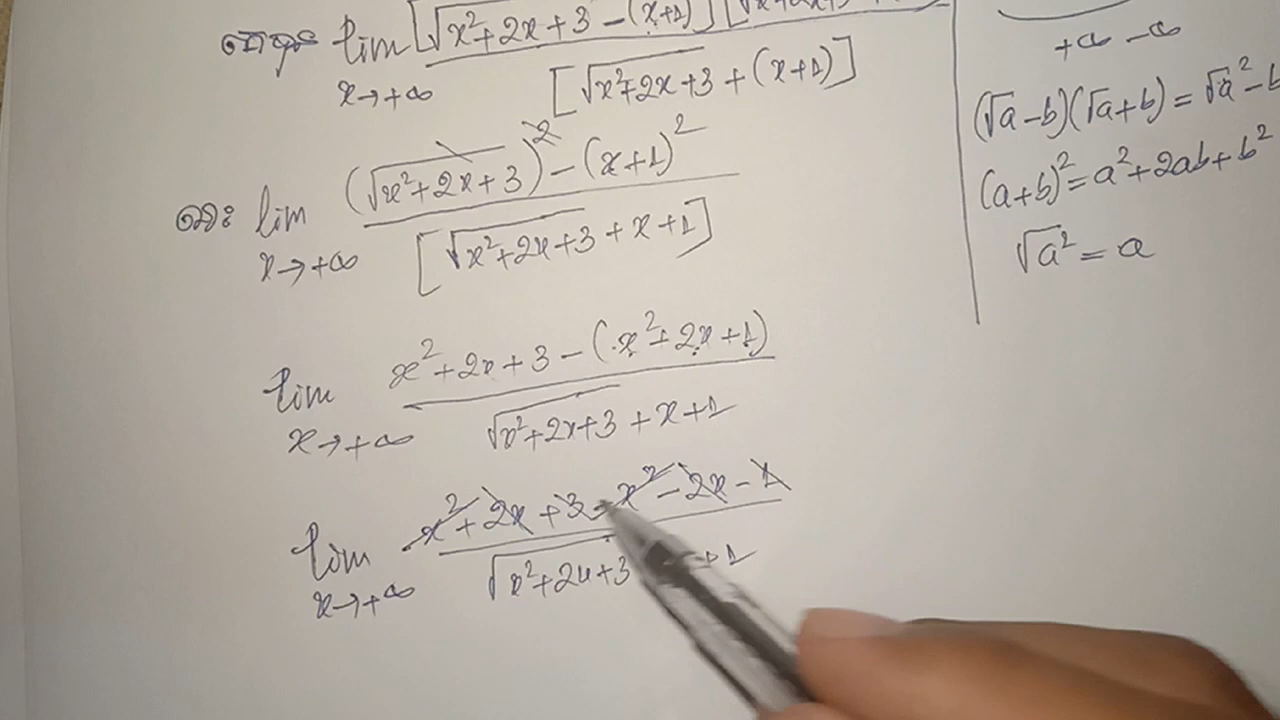 lim [√x²+2x+3 -(x+1)]
x→+∞ [√x²+2x+3 + (x+1)]
lim (√x²+2x+3)² - (x+1)²
x→+∞ [√x²+2x+3 + x+1]
lim x²+2x+3 - (x²+2x+1)
x→+∞ √x²+2x+3 + x+1
lim x²+2x+3 - x² - 2x - 1
x→+∞ √x²+2x+3 +1
+∞ -∞
(√a-b)(√a+b) = √a² - b
(a+b)² = a²+2ab+b²
√a² = a